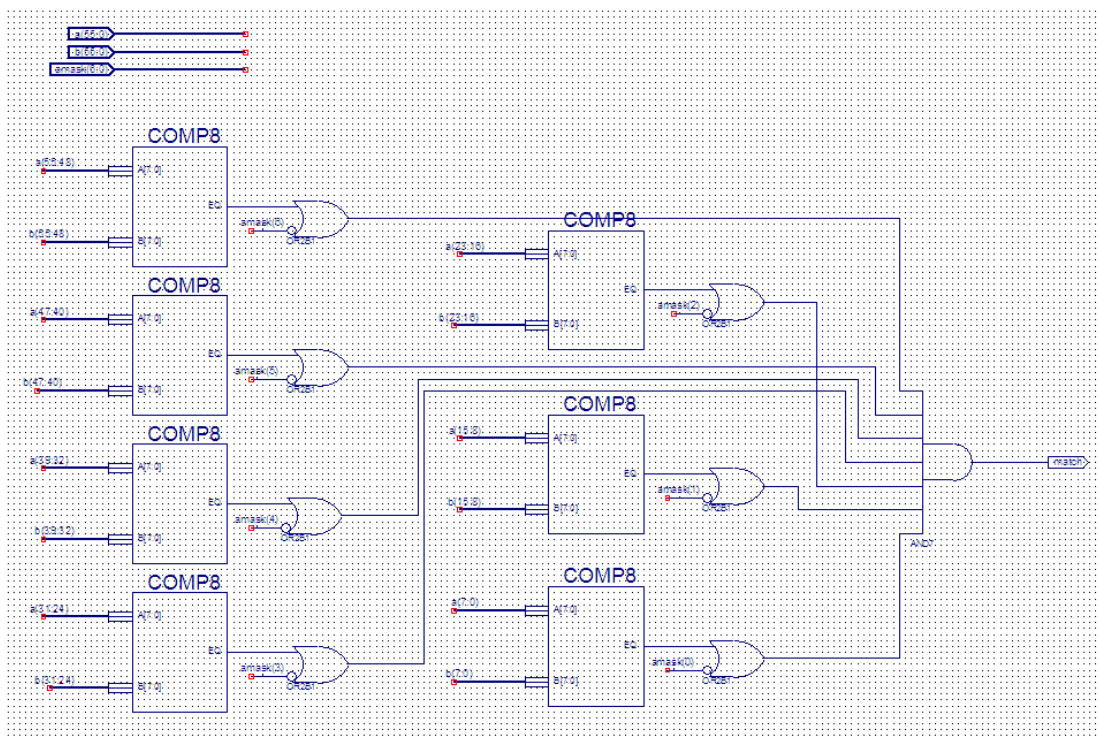 a(55:0)
b(55:0)
amask(6:0)
COMP8
a(55:48)
A[7:0]
EQ
amask(6)
OR2B1
b(55:48)
B[7:0]
COMP8
a(47:40)
A[7:0]
EQ
amask(5)
OR2B1
b(47:40)
B[7:0]
COMP8
a(39:32)
A[7:0]
EQ
amask(4)
OR2B1
b(39:32)
B[7:0]
COMP8
a(31:24)
A[7:0]
EQ
amask(3)
OR2B1
b(31:24)
B[7:0]
COMP8
a(23:16)
A[7:0]
EQ
amask(2)
OR2B1
b(23:16)
B[7:0]
COMP8
a(15:8)
A[7:0]
EQ
amask(1)
OR2B1
b(15:8)
B[7:0]
COMP8
a(7:0)
A[7:0]
EQ
amask(0)
OR2B1
b(7:0)
B[7:0]
match
AND7